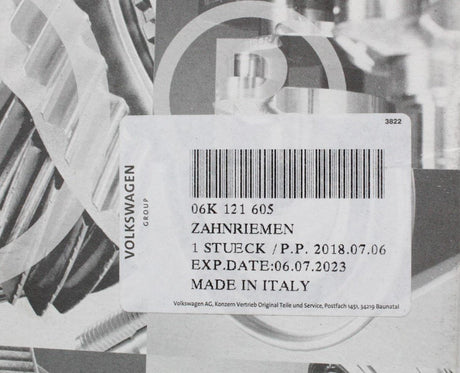 3822
VOLKSWAGEN
GROUP
06K 121 605
ZAHNRIEMEN
1 STUECK / P.P. 2018.07.06
EXP.DATE:06.07.2023
MADE IN ITALY
Volkswagen AG, Konzern Vertrieb Original Teile und Service, Postfach 1451, 34219 Baunatal